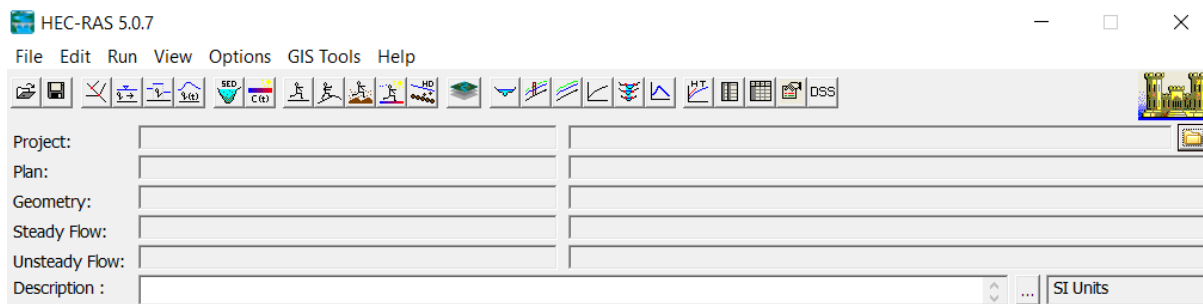 HEC-RAS 5.0.7
File Edit Run View Options GIS Tools Help
SED C(t) HD HT DSS
Project:
Plan:
Geometry:
Steady Flow:
Unsteady Flow:
Description :
... SI Units